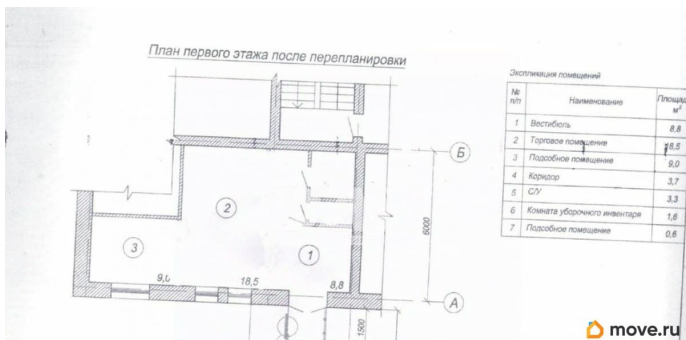 План первого этажа после перепланировки
Экспликация помещений
№ п/п Наименование Площадь м²
1 Вестибюль 8,8
2 Торговое помещение 18,5
3 Подсобное помещение 9,0
4 Коридор 3,7
5 С/У 3,3
6 Комната уборочного инвентаря 1,6
7 Подсобное помещение 0,6
Б
2
6000
1
3
9,0 18,5 8,8
А
1500
move.ru